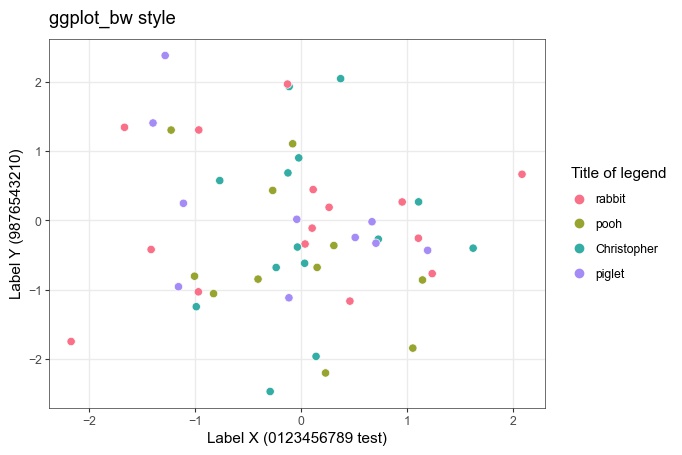 ggplot_bw style
Label Y (9876543210)
2
1
0
−1
−2
−2
−1
0
1
2
Label X (0123456789 test)
Title of legend
rabbit
pooh
Christopher
piglet